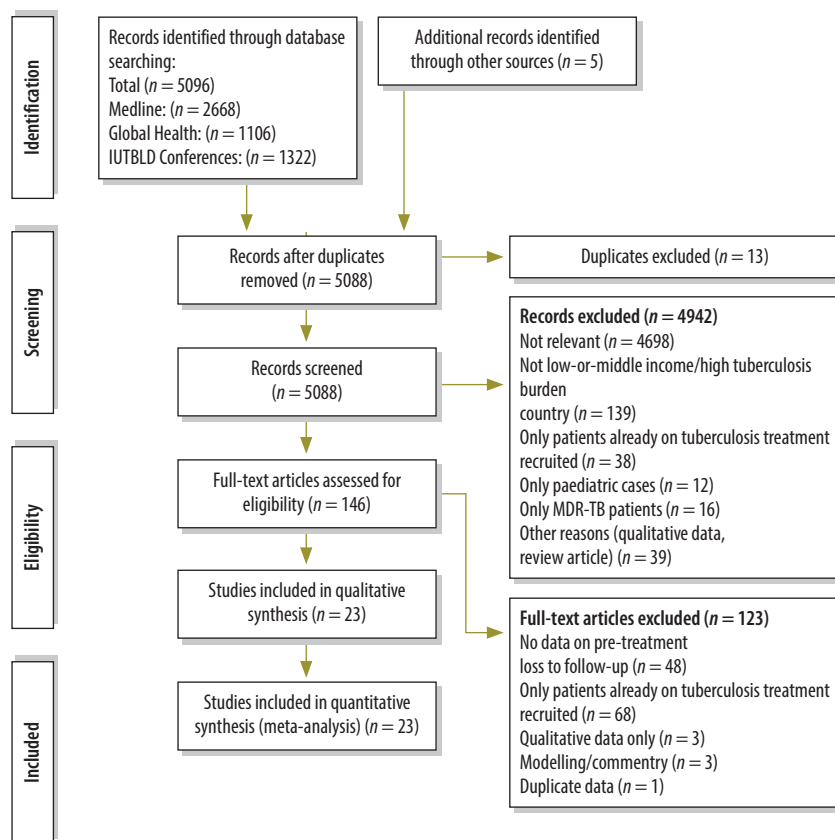 Identification
Records identified through database
searching:
Total (n = 5096)
Medline: (n = 2668)
Global Health: (n = 1106)
IUTBLD Conferences: (n = 1322)
Additional records identified
through other sources (n = 5)
Screening
Records after duplicates
removed (n = 5088)
Duplicates excluded (n = 13)
Records screened
(n = 5088)
Records excluded (n = 4942)
Not relevant (n = 4698)
Not low-or-middle income/high tuberculosis
burden
country (n = 139)
Only patients already on tuberculosis treatment
recruited (n = 38)
Only paediatric cases (n = 12)
Only MDR-TB patients (n = 16)
Other reasons (qualitative data,
review article) (n = 39)
Eligibility
Full-text articles assessed for
eligibility (n = 146)
Studies included in qualitative
synthesis (n = 23)
Full-text articles excluded (n = 123)
No data on pre-treatment
loss to follow-up (n = 48)
Only patients already on tuberculosis treatment
recruited (n = 68)
Qualitative data only (n = 3)
Modelling/commentry (n = 3)
Duplicate data (n = 1)
Included
Studies included in quantitative
synthesis (meta-analysis) (n = 23)